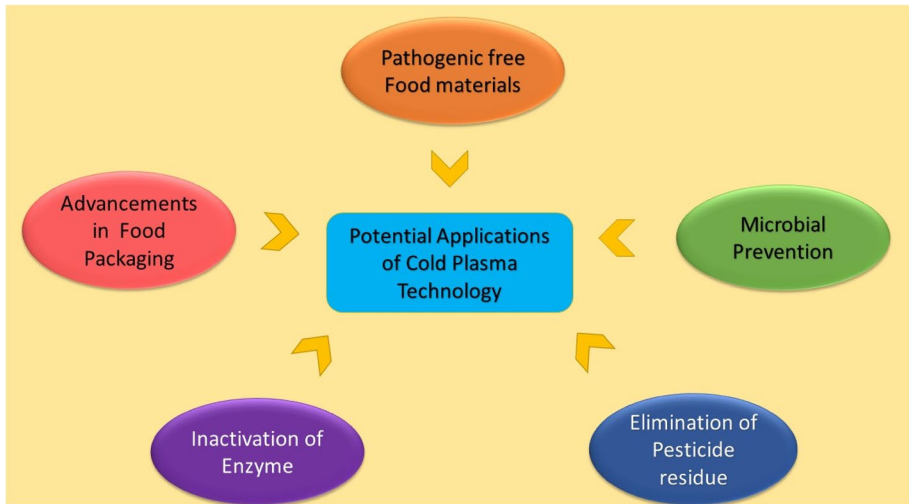 Pathogenic free
Food materials
Advancements
in Food
Packaging
Potential Applications
of Cold Plasma
Technology
Microbial
Prevention
Inactivation of
Enzyme
Elimination of
Pesticide
residue